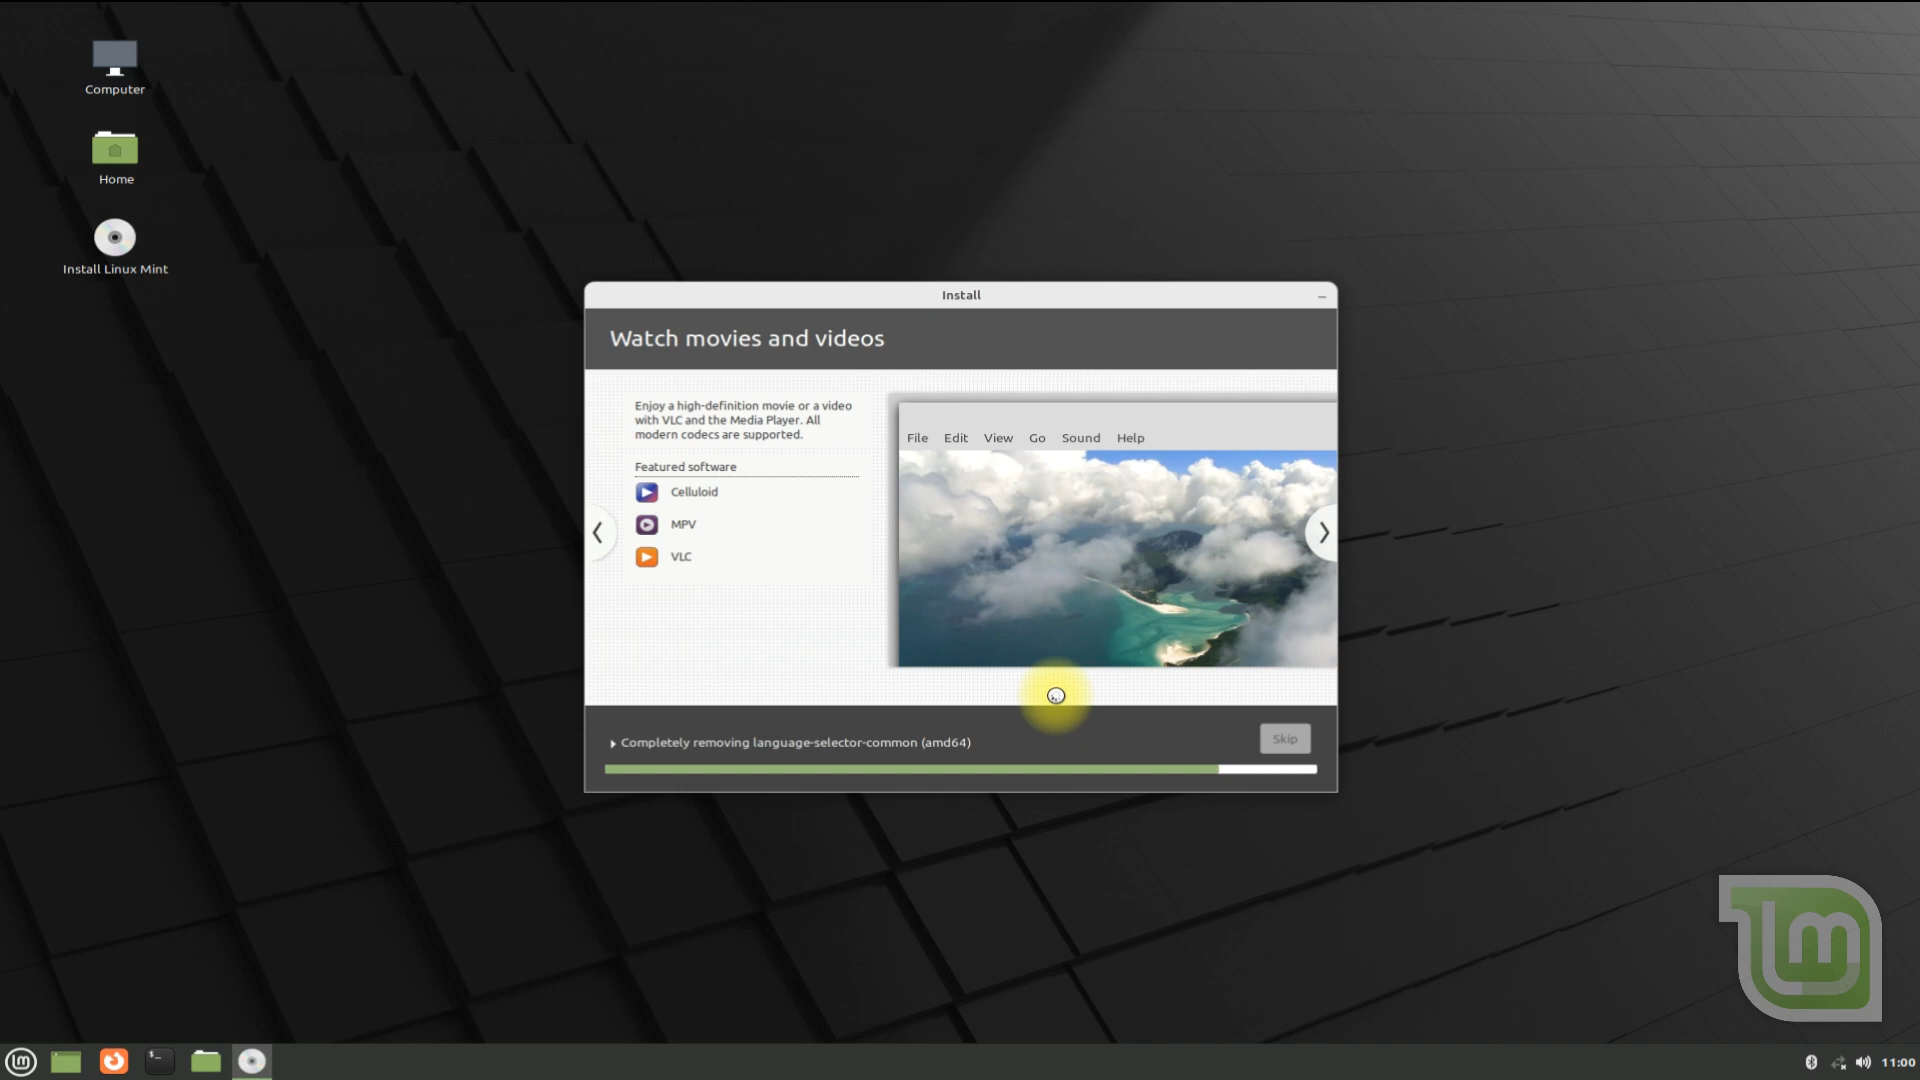 Computer
Home
Install Linux Mint
Install
Watch movies and videos
Enjoy a high-definition movie or a video
with VLC and the Media Player. All
modern codecs are supported.
Featured software
Celluloid
MPV
VLC
File Edit View Go Sound Help
Completely removing language-selector-common (amd64)
Skip
11:00